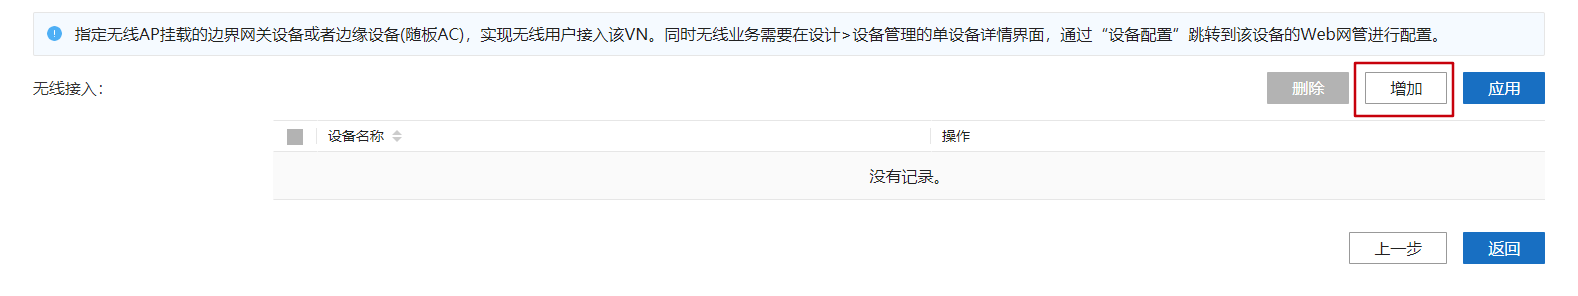 指定无线AP挂载的边界网关设备或者边缘设备(随板AC)，实现无线用户接入该VN。同时无线业务需要在设计>设备管理的单设备详情界面，通过“设备配置”跳转到该设备的Web网管进行配置。
无线接入：
删除 增加 应用
设备名称 操作
没有记录。
上一步 返回